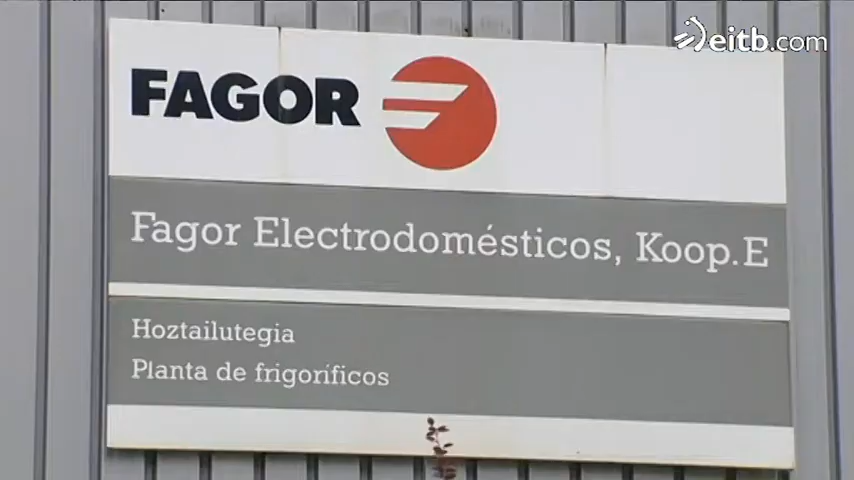 eitb.com
FAGOR
Fagor Electrodomésticos, Koop.E
Hoztailutegia
Planta de frigoríficos